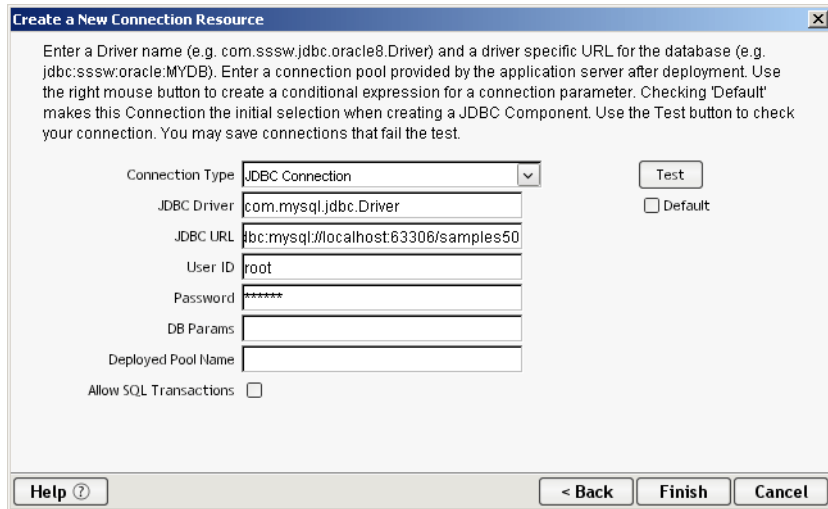 Create a New Connection Resource
Enter a Driver name (e.g. com.sssw.jdbc.oracle8.Driver) and a driver specific URL for the database (e.g.
jdbc:sssw:oracle:MYDB). Enter a connection pool provided by the application server after deployment. Use
the right mouse button to create a conditional expression for a connection parameter. Checking 'Default'
makes this Connection the initial selection when creating a JDBC Component. Use the Test button to check
your connection. You may save connections that fail the test.
Connection Type JDBC Connection Test
JDBC Driver com.mysql.jdbc.Driver Default
JDBC URL dbc:mysql://localhost:63306/samples50
User ID root
Password ******
DB Params
Deployed Pool Name
Allow SQL Transactions
Help ? < Back Finish Cancel